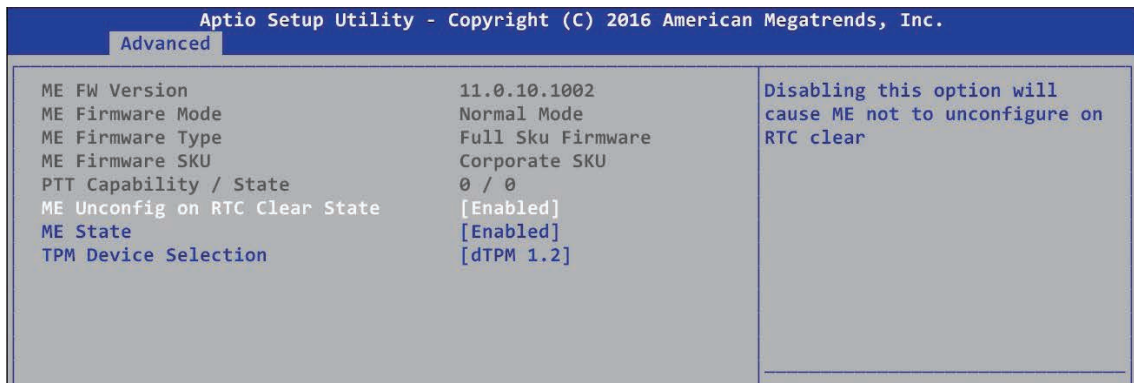 Aptio Setup Utility - Copyright (C) 2016 American Megatrends, Inc.
Advanced
ME FW Version 11.0.10.1002
ME Firmware Mode Normal Mode
ME Firmware Type Full Sku Firmware
ME Firmware SKU Corporate SKU
PTT Capability / State 0 / 0
ME Unconfig on RTC Clear State [Enabled]
ME State [Enabled]
TPM Device Selection [dTPM 1.2]
Disabling this option will
cause ME not to unconfigure on
RTC clear